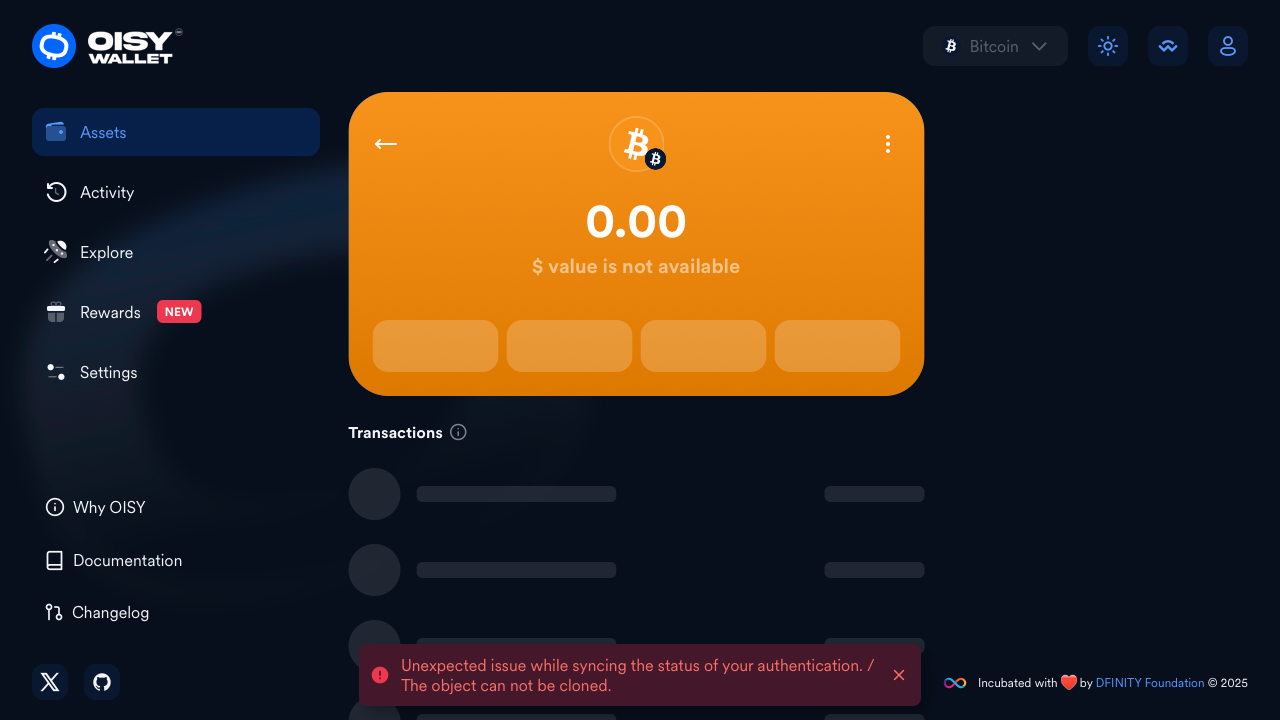 OISY
WALLET
Bitcoin
Assets
Activity
Explore
Rewards NEW
Settings
0.00
$ value is not available
Transactions
Why OISY
Documentation
Changelog
Unexpected issue while syncing the status of your authentication. /
The object can not be cloned.
Incubated with ❤️ by DFINITY Foundation © 2025